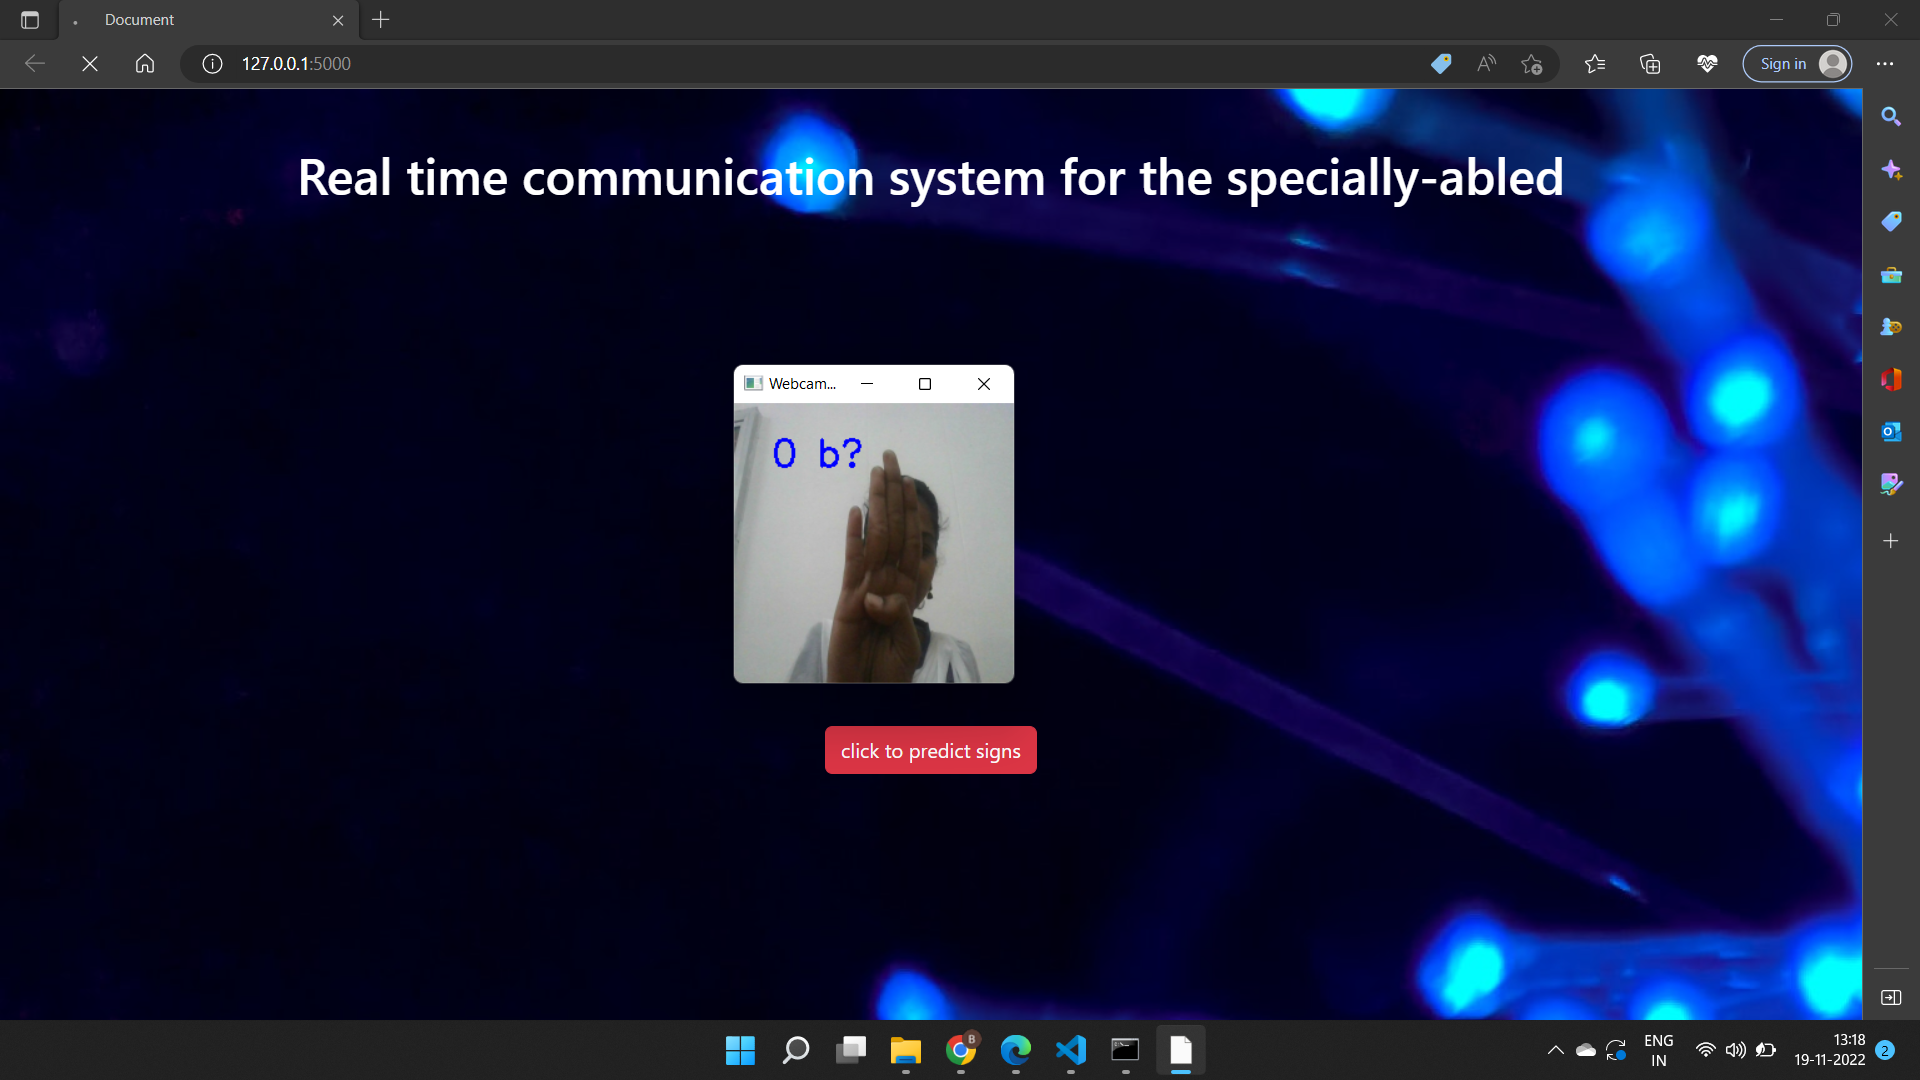 Document
127.0.0.1:5000
Sign in
Real time communication system for the specially-abled
Webcam...
0 b?
click to predict signs
B
ENG
IN
13:18
19-11-2022
2